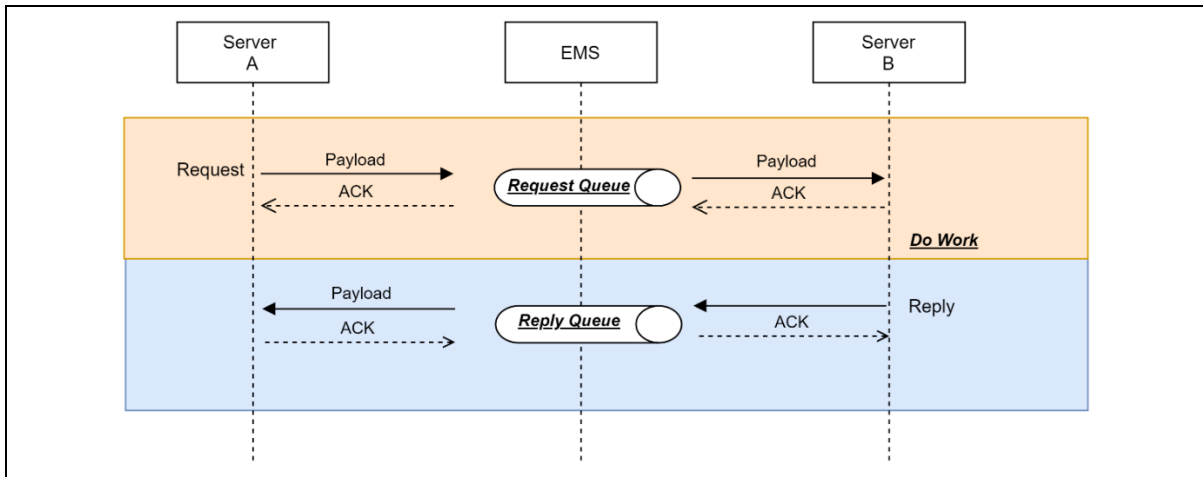 Server
A
EMS
Server
B
Request
Payload
ACK
Request Queue
Payload
ACK
Do Work
Payload
ACK
Reply Queue
ACK
Reply